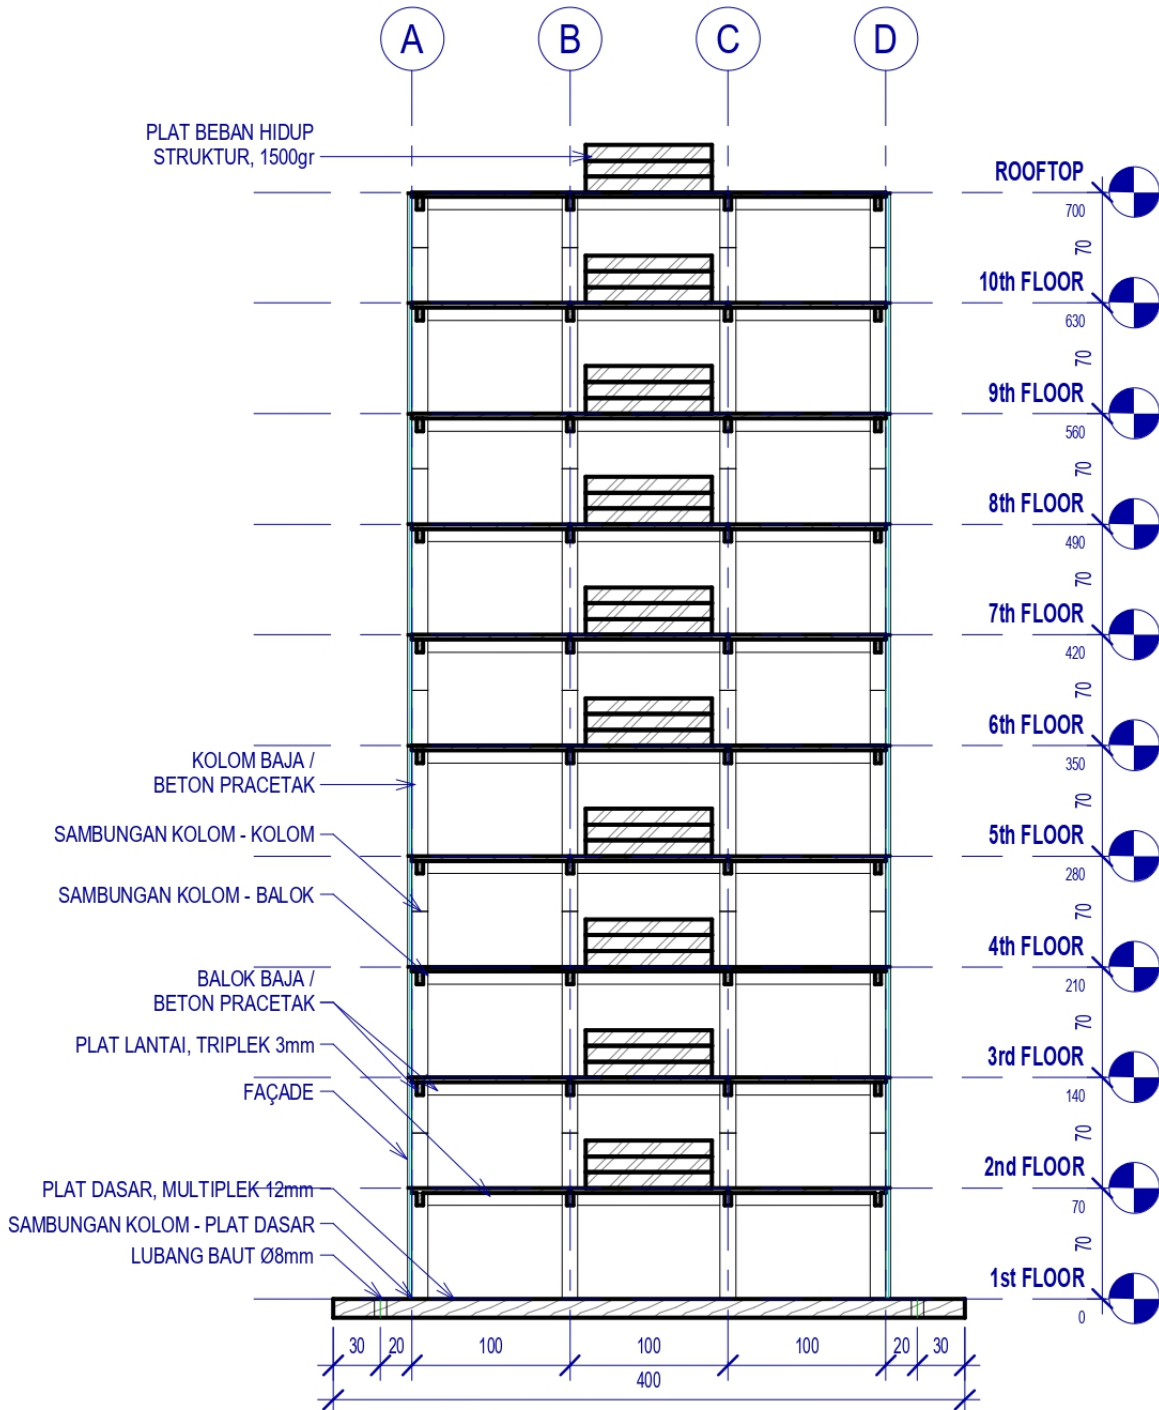 A B C D
PLAT BEBAN HIDUP
STRUKTUR, 1500gr
ROOFTOP
700
70
10th FLOOR
630
70
9th FLOOR
560
70
8th FLOOR
490
70
7th FLOOR
420
70
6th FLOOR
350
KOLOM BAJA /
BETON PRACETAK
70
SAMBUNGAN KOLOM - KOLOM
5th FLOOR
280
SAMBUNGAN KOLOM - BALOK
70
4th FLOOR
210
BALOK BAJA /
BETON PRACETAK
70
PLAT LANTAI, TRIPLEK 3mm
3rd FLOOR
140
FAÇADE
70
2nd FLOOR
70
PLAT DASAR, MULTIPLEK 12mm
SAMBUNGAN KOLOM - PLAT DASAR
LUBANG BAUT Ø8mm
70
1st FLOOR
0
30 20 100 100 100 20 30
400